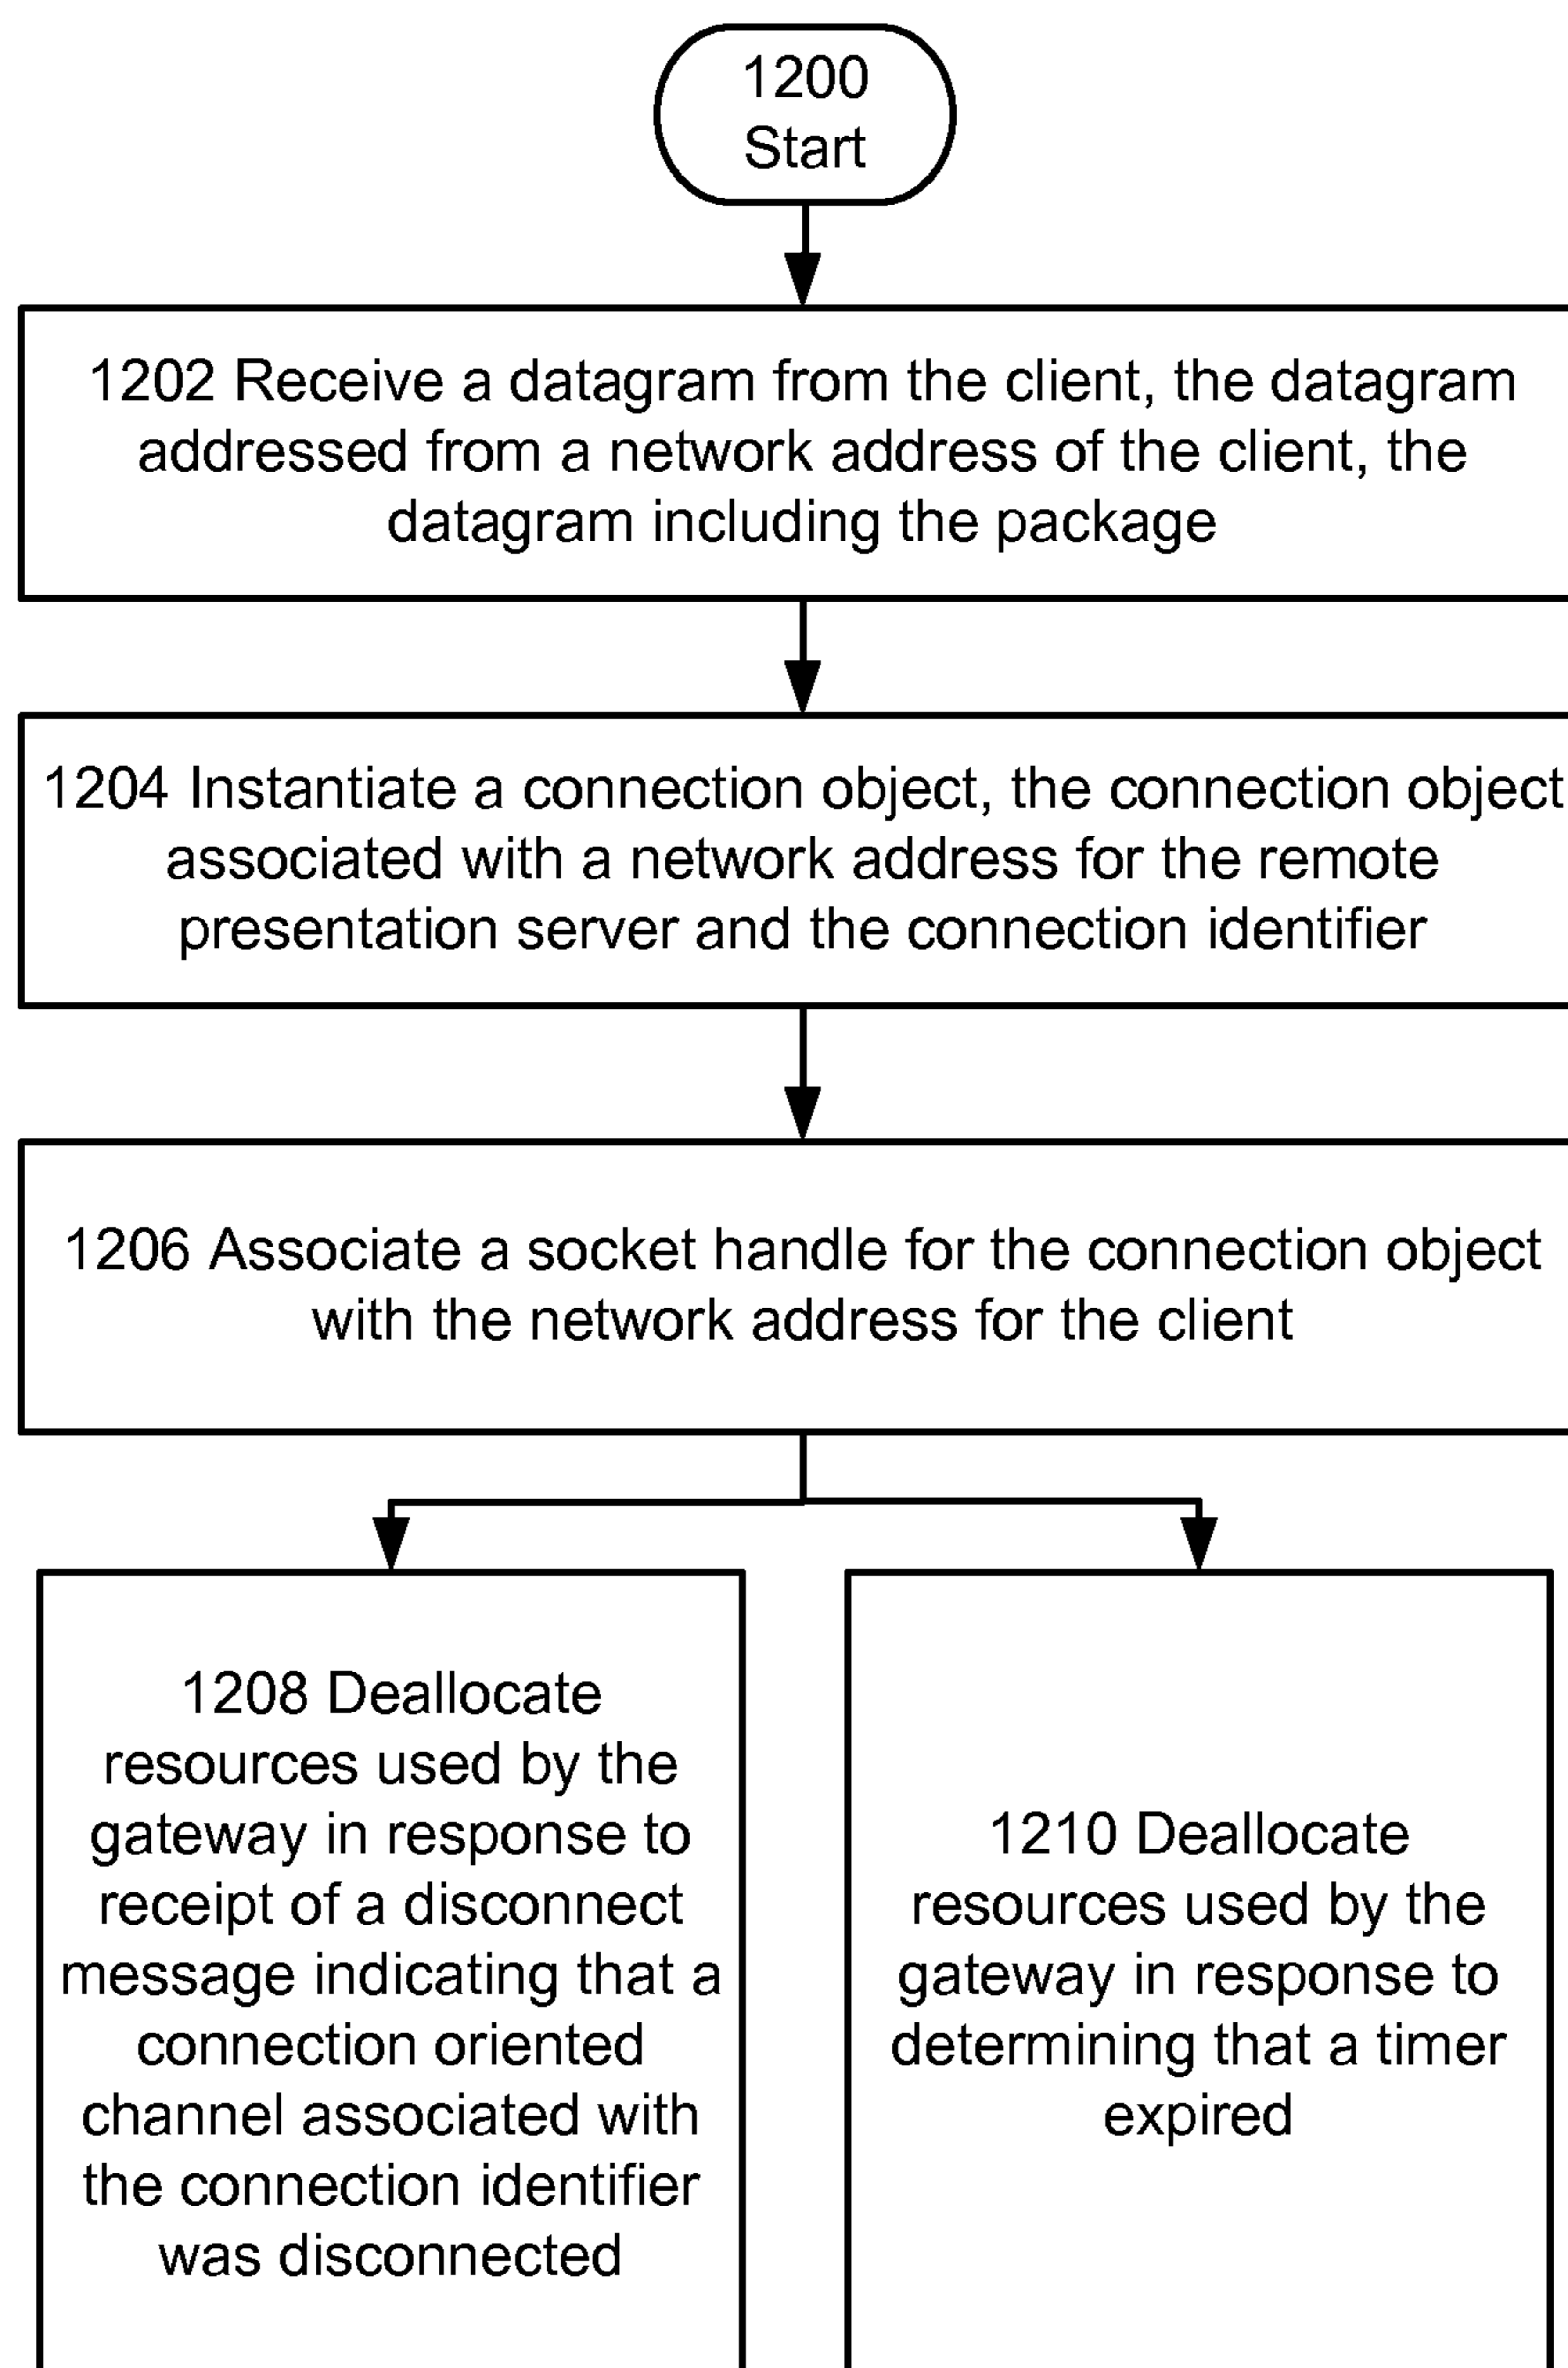 1200
Start
1202 Receive a datagram from the client, the datagram
addressed from a network address of the client, the
datagram including the package
1204 Instantiate a connection object, the connection object
associated with a network address for the remote
presentation server and the connection identifier
1206 Associate a socket handle for the connection object
with the network address for the client
1208 Deallocate
resources used by the
gateway in response to
receipt of a disconnect
message indicating that a
connection oriented
channel associated with
the connection identifier
was disconnected
1210 Deallocate
resources used by the
gateway in response to
determining that a timer
expired